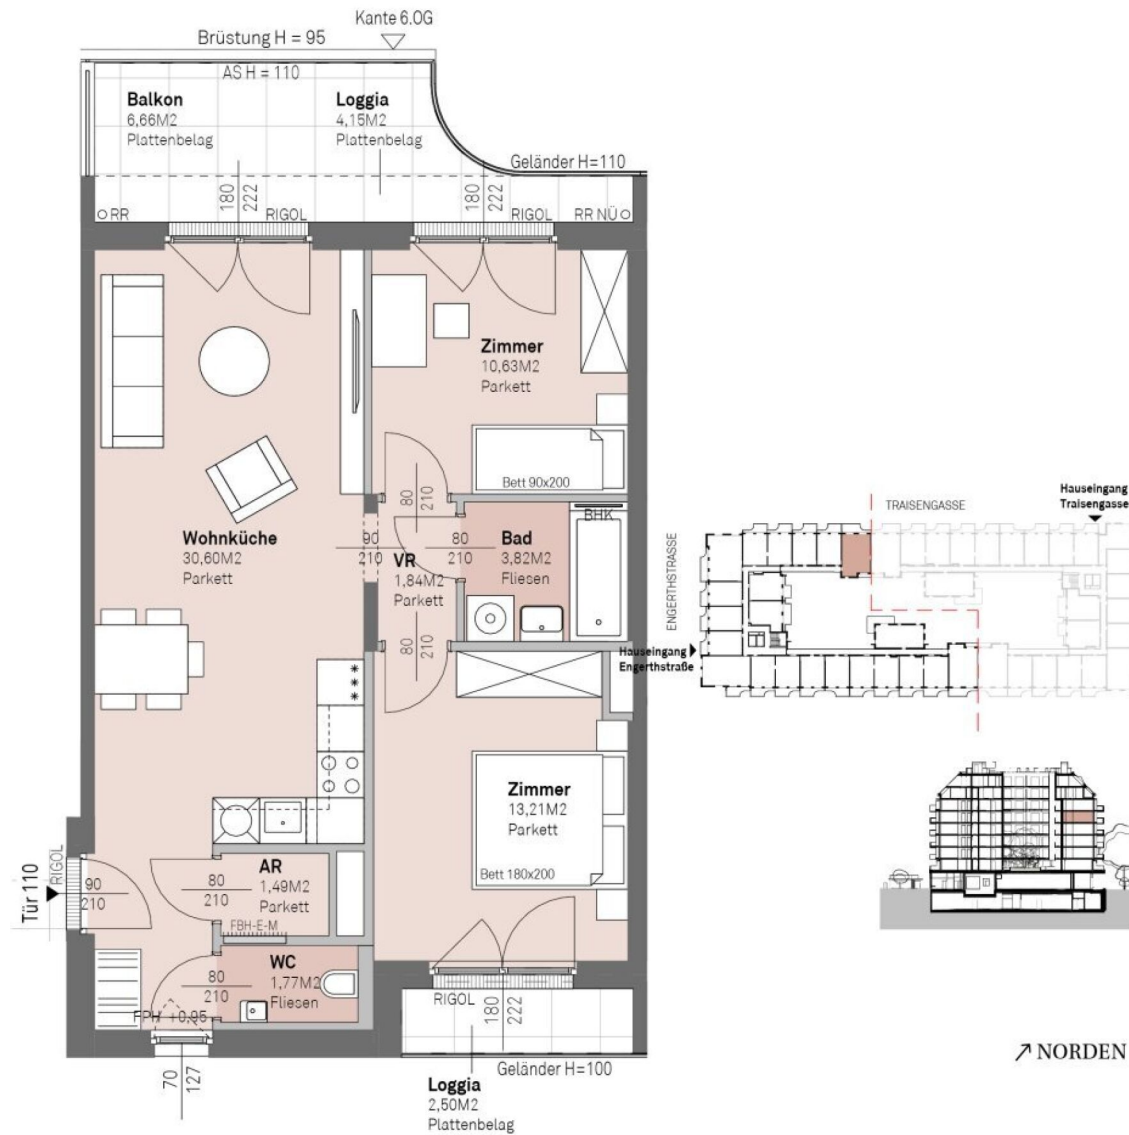 Kante 6.OG
Brüstung H = 95
AS H = 110
Balkon
6,66M2
Plattenbelag
Loggia
4,15M2
Plattenbelag
Geländer H=110
180
222
180
222
RR
RIGOL
RIGOL
RR NÜ
Zimmer
10,63M2
Parkett
Bett 90x200
80
210
BHK
Wohnküche
30,60M2
Parkett
90
210
VR
1,84M2
Parkett
80
210
Bad
3,82M2
Fliesen
80
210
Zimmer
13,21M2
Parkett
Bett 180x200
Tür 110
RIGOL
90
210
80
210
AR
1,49M2
Parkett
FBH-E-M
80
210
WC
1,77M2
Fliesen
FPH +0,95
70
127
RIGOL
180
222
Geländer H=100
Loggia
2,50M2
Plattenbelag
TRAISENGASSE
Hauseingang
Traisengasse
ENGERTHSTRASSE
Hauseingang
Engerthstraße
NORDEN